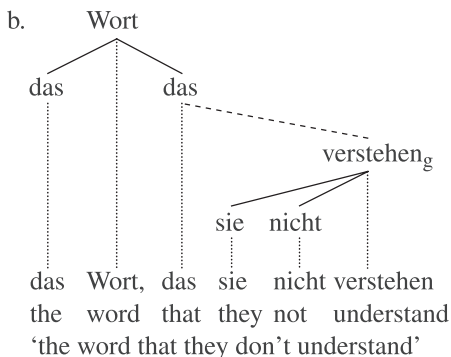 b. Wort
das das
verstehen_g
sie nicht
das Wort, das sie nicht verstehen
the word that they not understand
‘the word that they don’t understand’